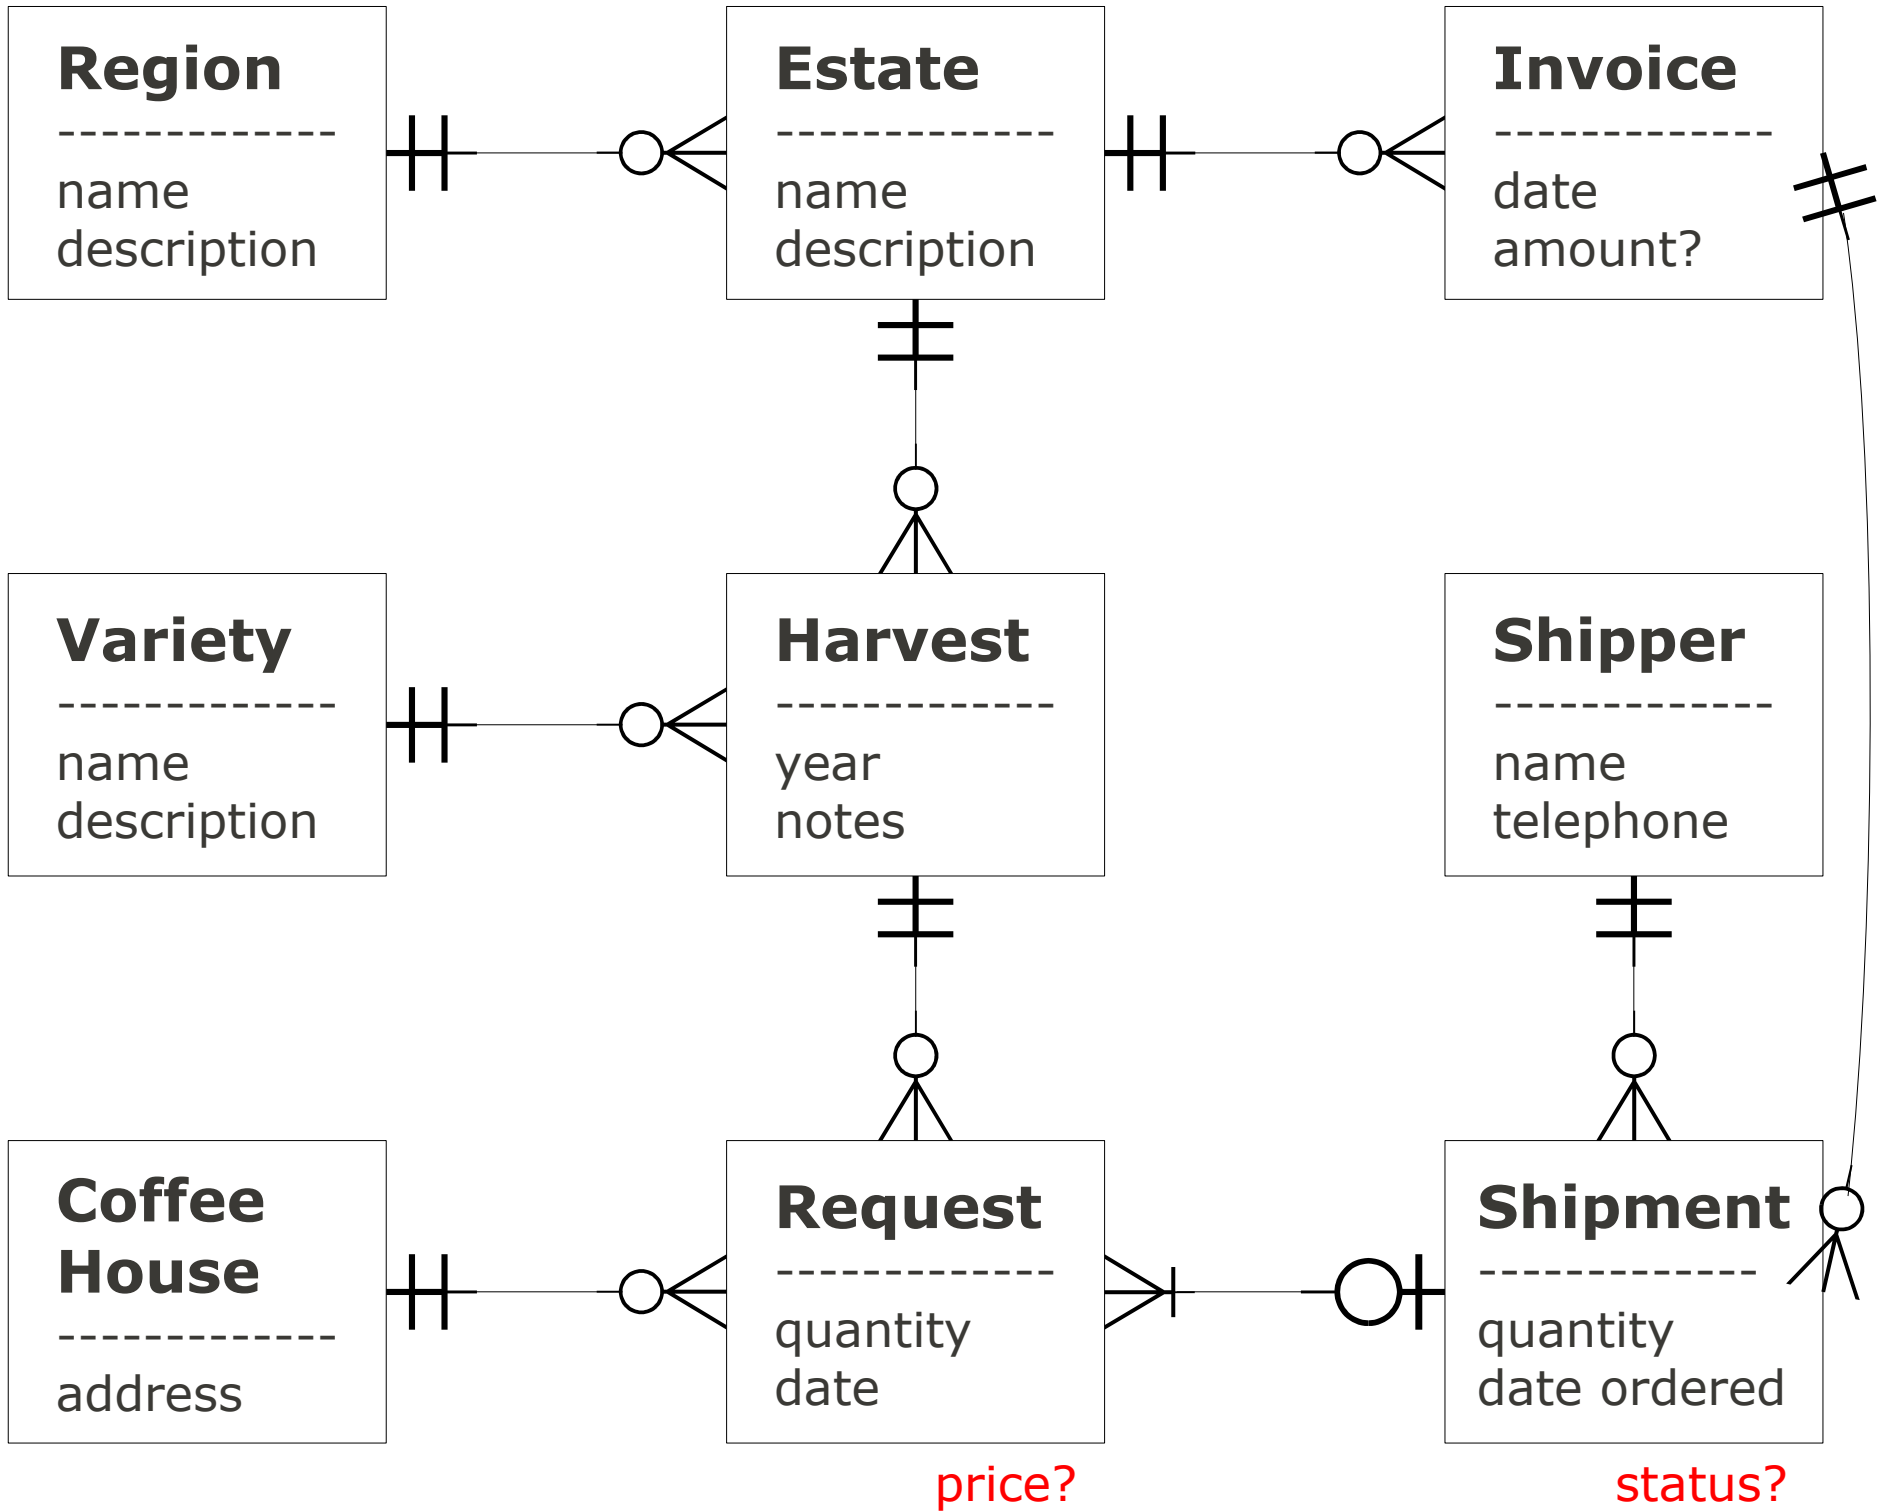 Region
-------------
name
description
Estate
-------------
name
description
Invoice
-------------
date
amount?
Variety
-------------
name
description
Harvest
-------------
year
notes
Shipper
-------------
name
telephone
Coffee
House
-------------
address
Request
-------------
quantity
date
price?
Shipment
-------------
quantity
date ordered
status?